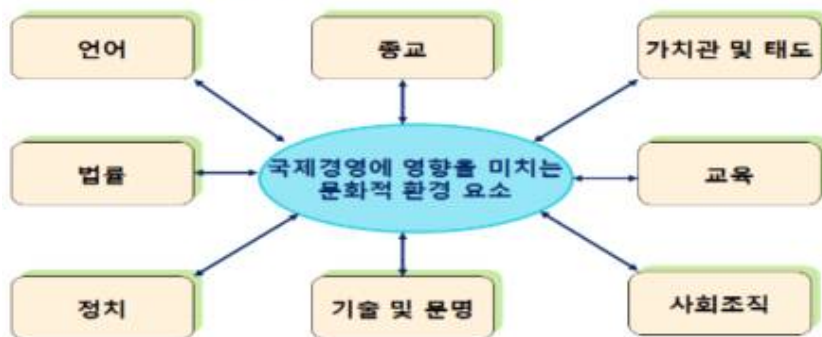 언어
종교
가치관 및 태도
법률
국제경영에 영향을 미치는
문화적 환경 요소
교육
정치
기술 및 문명
사회조직